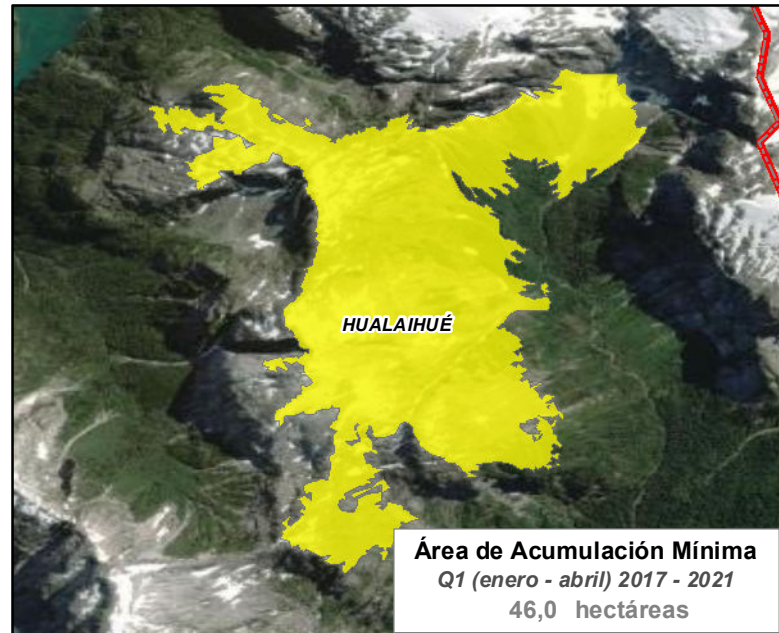 HUALAIHUÉ
Área de Acumulación Mínima
Q1 (enero - abril) 2017 - 2021
46,0 hectáreas